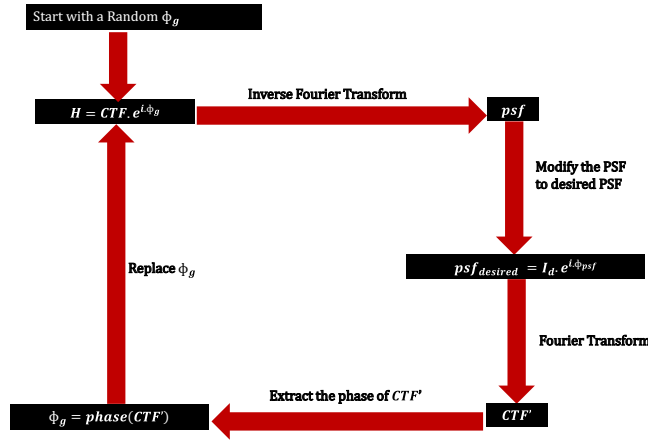 Start with a Random ϕg
H = CTF. e^{i.ϕg}
Inverse Fourier Transform
psf
Modify the PSF
to desired PSF
psf_desired = I_d. e^{i.ϕpsf}
Replace ϕg
Fourier Transform
ϕg = phase(CTF′)
Extract the phase of CTF'
CTF'